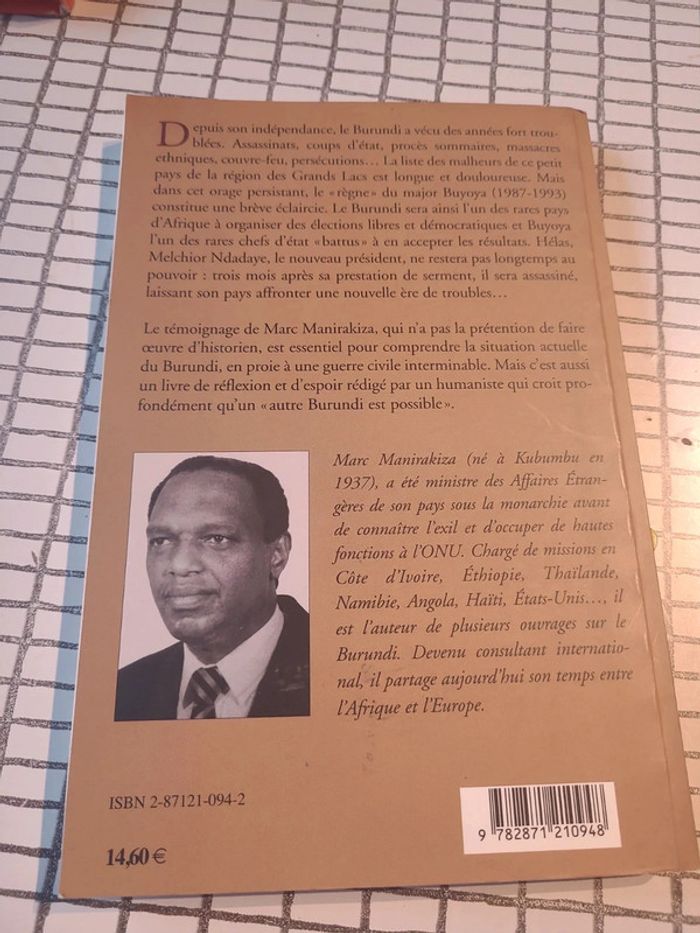 Depuis son indépendance, le Burundi a vécu des années fort trou-
blées. Assassinats, coups d'état, procès sommaires, massacres
ethniques, couvre-feu, persécutions… La liste des malheurs de ce petit
pays de la région des Grands Lacs est longue et douloureuse. Mais
dans cet orage persistant, le «règne» du major Buyoya (1987-1993)
constitue une brève éclaircie. Le Burundi sera ainsi l'un des rares pays
d'Afrique à organiser des élections libres et démocratiques et Buyoya
l'un des rares chefs d'état «battus» à en accepter les résultats. Hélas,
Melchior Ndadaye, le nouveau président, ne restera pas longtemps au
pouvoir : trois mois après sa prestation de serment, il sera assassiné,
laissant son pays affronter une nouvelle ère de troubles…
Le témoignage de Marc Manirakiza, qui n'a pas la prétention de faire
œuvre d'historien, est essentiel pour comprendre la situation actuelle
du Burundi, en proie à une guerre civile interminable. Mais c'est aussi
un livre de réflexion et d'espoir rédigé par un humaniste qui croit pro-
fondément qu'un «autre Burundi est possible».
Marc Manirakiza (né à Kubumbu en
1937), a été ministre des Affaires Étran-
gères de son pays sous la monarchie avant
de connaître l'exil et d'occuper de hautes
fonctions à l'ONU. Chargé de missions en
Côte d'Ivoire, Éthiopie, Thaïlande,
Namibie, Angola, Haïti, États-Unis…, il
est l'auteur de plusieurs ouvrages sur le
Burundi. Devenu consultant internatio-
nal, il partage aujourd'hui son temps entre
l'Afrique et l'Europe.
ISBN 2-87121-094-2
14,60 €
9 782871 210948